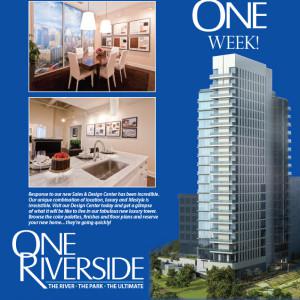 ONE
WEEK!
Response to our new Sales & Design Center has been incredible.
Our unique combination of location, luxury and lifestyle is
irresistible. Visit our Design Center today and get a glimpse
of what it will be like to live in our fabulous new luxury tower.
Browse the color palettes, finishes and floor plans and reserve
your new home... they're going quickly!
ONE
RIVERSIDE
THE RIVER · THE PARK · THE ULTIMATE